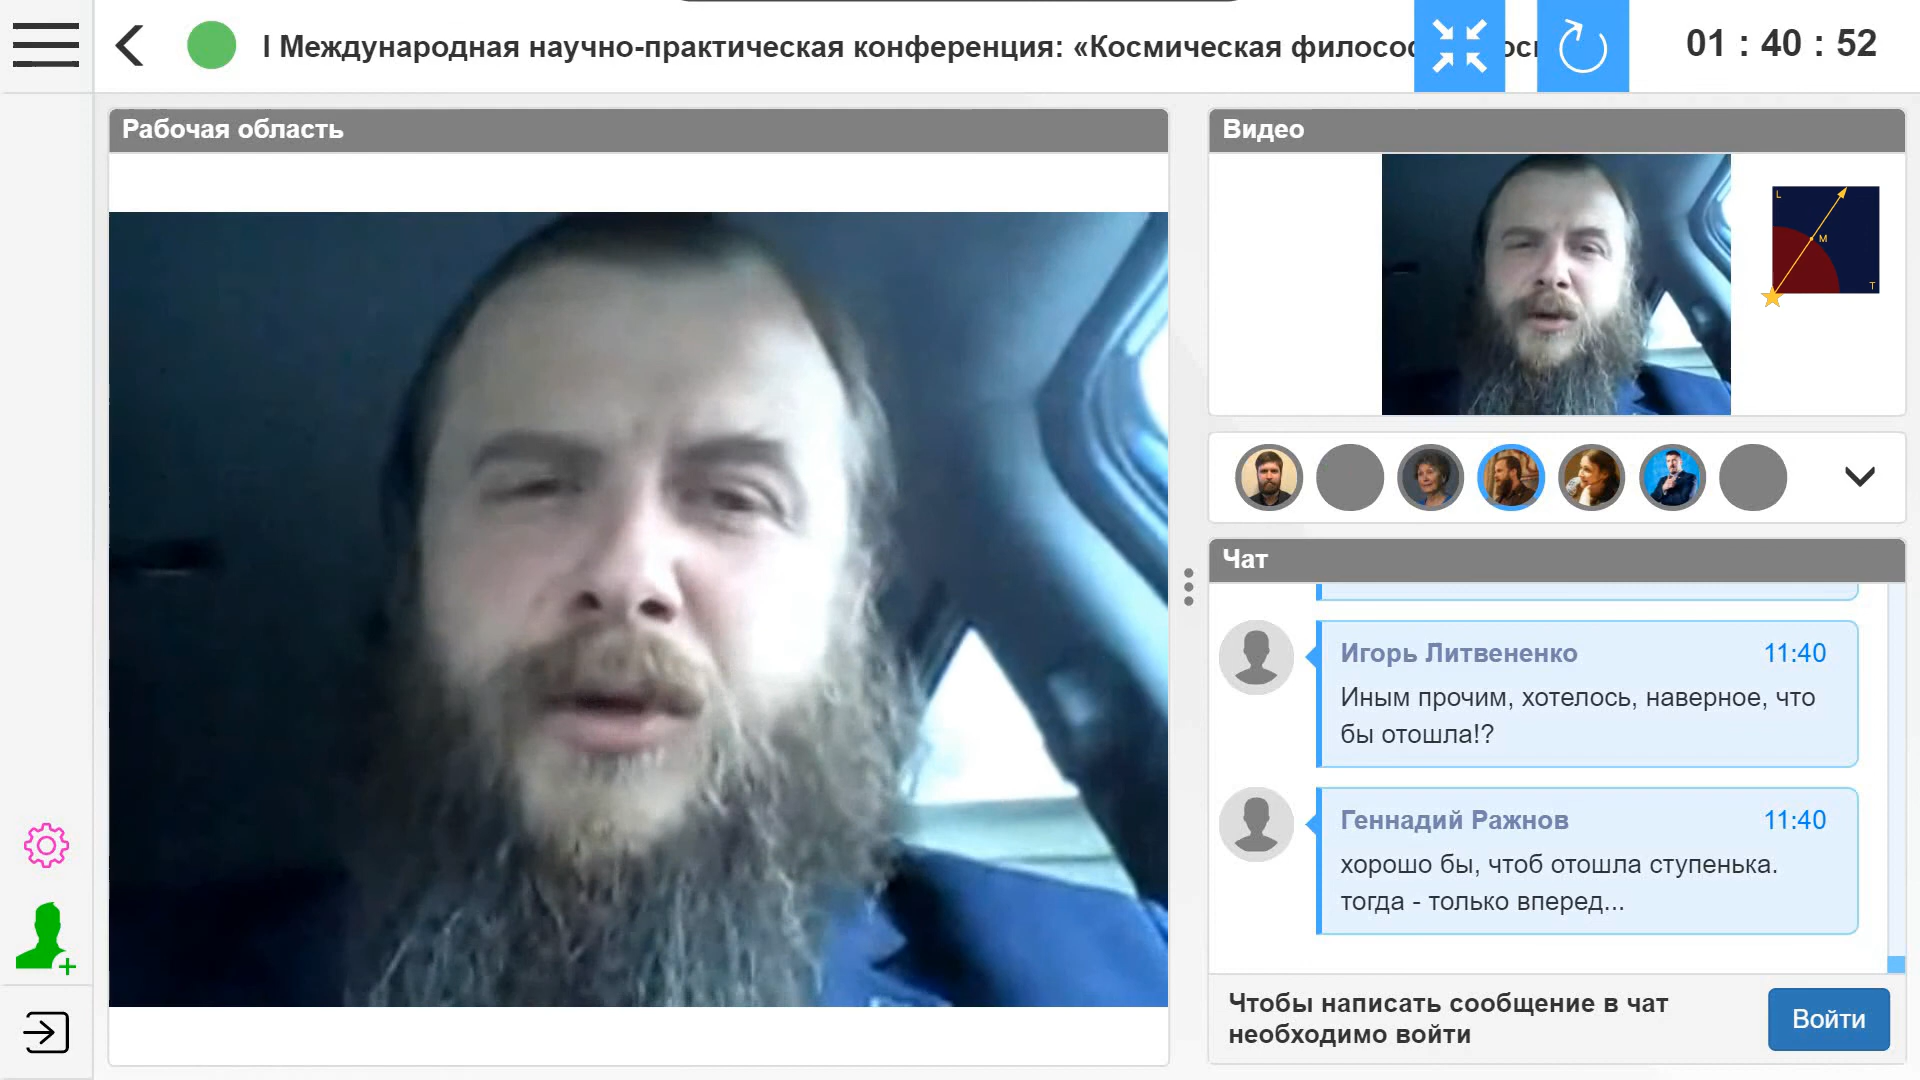 I Международная научно-практическая конференция: «Космическая филосо
01 : 40 : 52
Рабочая область
Видео
L
M
T
Чат
Игорь Литвененко 11:40
Иным прочим, хотелось, наверное, что
бы отошла!?
Геннадий Ражнов 11:40
хорошо бы, чтоб отошла ступенька.
тогда - только вперед...
Чтобы написать сообщение в чат
необходимо войти
Войти